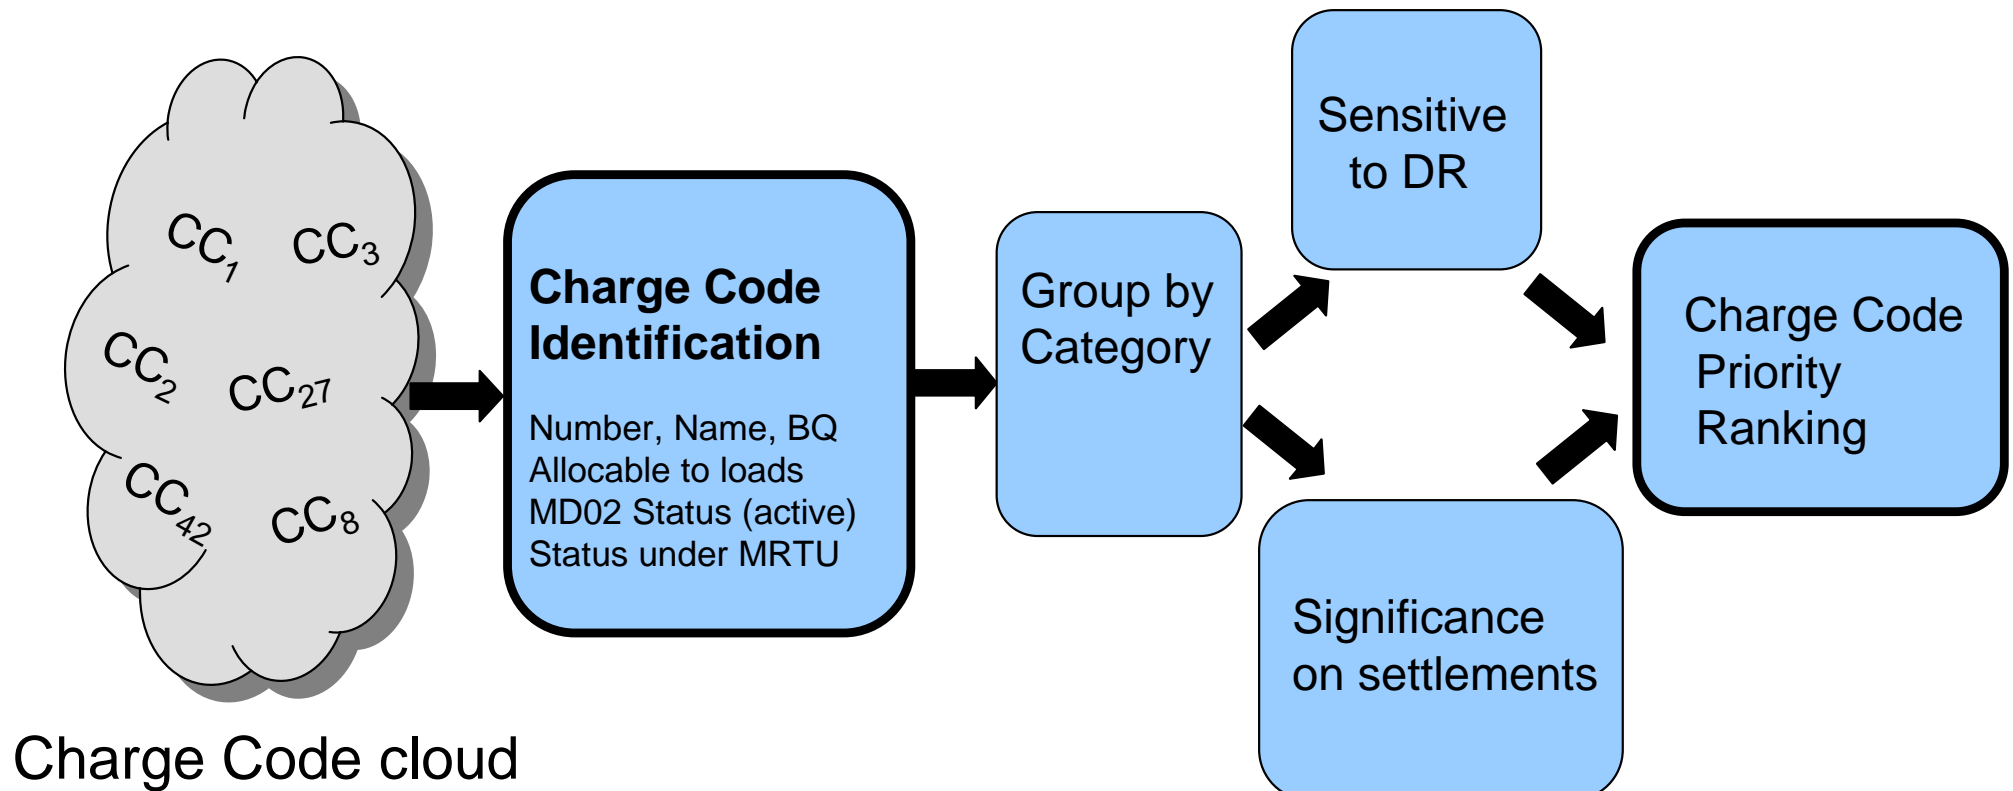 CC1
CC3
CC2
CC27
CC42
CC8
Charge Code cloud
Charge Code
Identification
Number, Name, BQ
Allocable to loads
MD02 Status (active)
Status under MRTU
Group by
Category
Sensitive
to DR
Significance
on settlements
Charge Code
Priority
Ranking